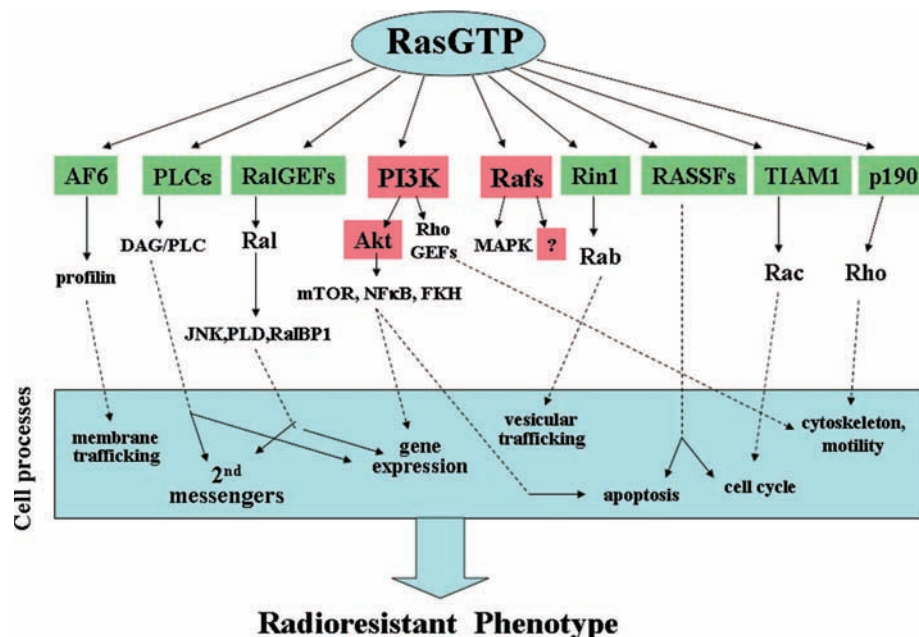 RasGTP
AF6
PLCε
RalGEFs
PI3K
Rafs
Rin1
RASSFs
TIAM1
p190
DAG/PLC
Ral
Akt
Rho
GEFs
MAPK
?
Rab
Rac
Rho
profilin
mTOR, NFκB, FKH
JNK,PLD,RalBP1
Cell processes
membrane
trafficking
2nd
messengers
gene
expression
vesicular
trafficking
apoptosis
cell cycle
cytoskeleton,
motility
Radioresistant Phenotype